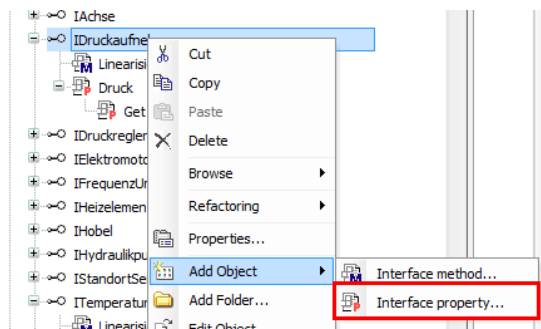 IAchse
IDruckaufne
Linearisi
Druck
Get
IDruckregler
IElektromoto
IFrequenzUr
IHeizelemen
IHobel
IHydraulikpu
IStandortSe
ITemperatur
Linearisi
Cut
Copy
Paste
Delete
Browse
Refactoring
Properties...
Add Object
Add Folder...
Edit Object
Interface method...
Interface property...